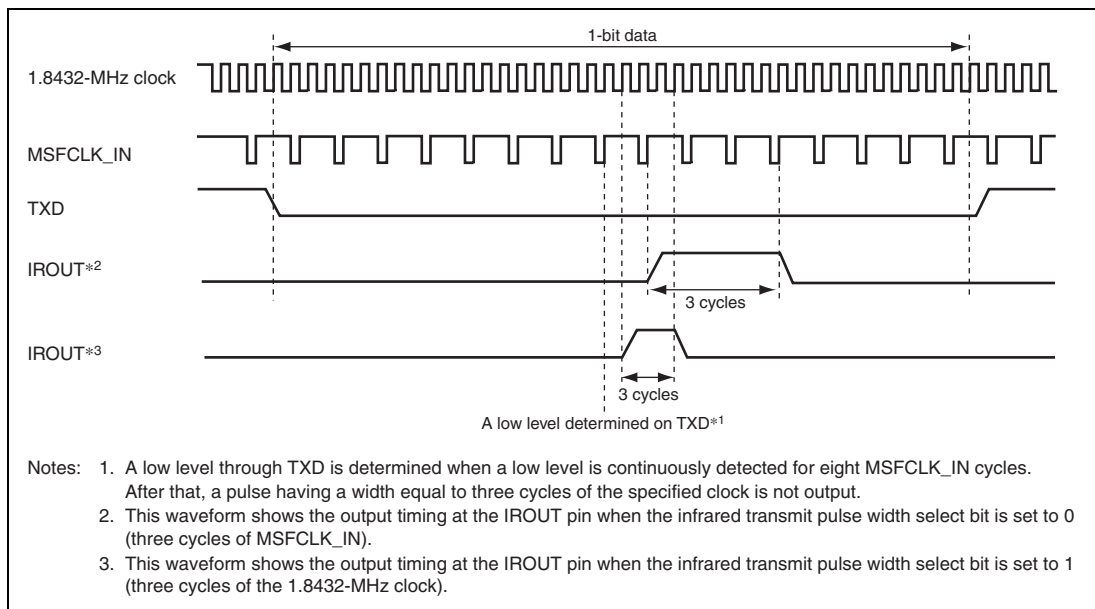 1-bit data
1.8432-MHz clock
MSFCLK_IN
TXD
IROUT*2
3 cycles
IROUT*3
3 cycles
A low level determined on TXD*1
Notes: 1. A low level through TXD is determined when a low level is continuously detected for eight MSFCLK_IN cycles.
After that, a pulse having a width equal to three cycles of the specified clock is not output.
2. This waveform shows the output timing at the IROUT pin when the infrared transmit pulse width select bit is set to 0
(three cycles of MSFCLK_IN).
3. This waveform shows the output timing at the IROUT pin when the infrared transmit pulse width select bit is set to 1
(three cycles of the 1.8432-MHz clock).